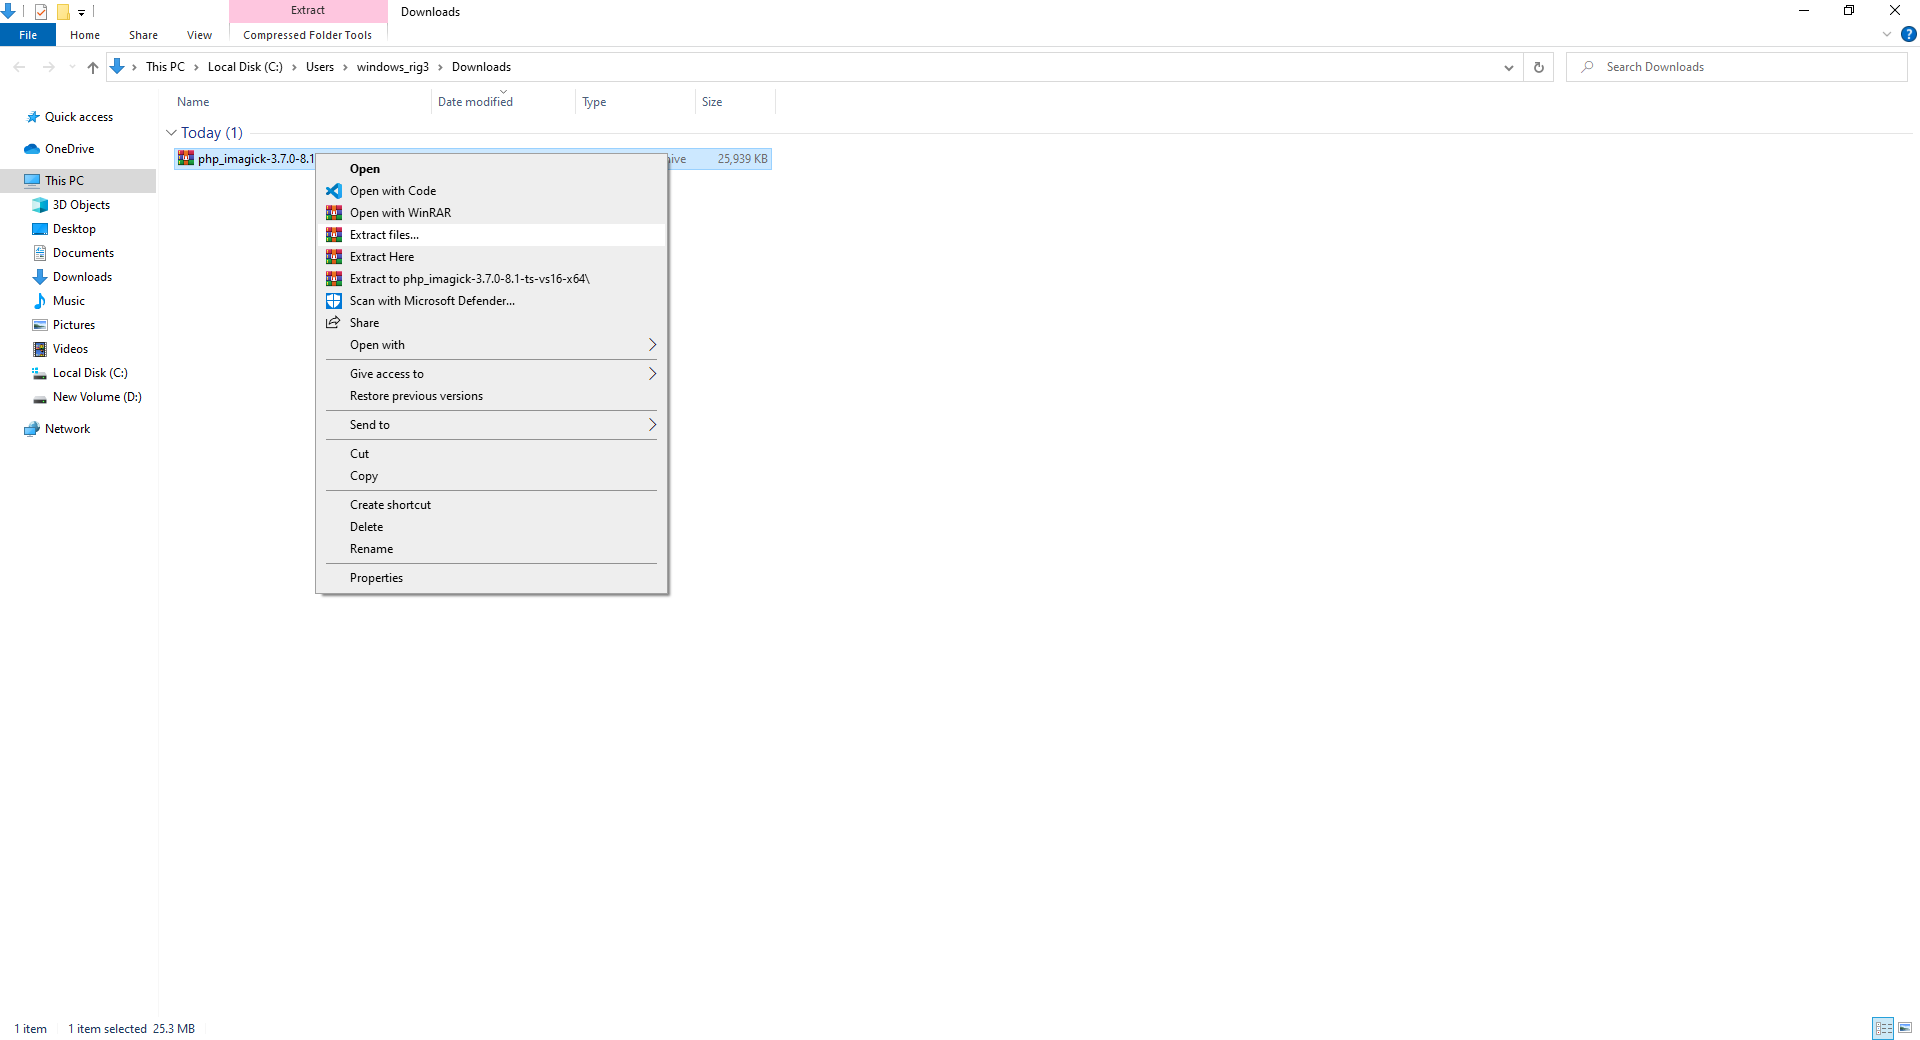 Extract
Downloads
File
Home
Share
View
Compressed Folder Tools
This PC
Local Disk (C:)
Users
windows_rig3
Downloads
Search Downloads
Name
Date modified
Type
Size
Quick access
OneDrive
This PC
3D Objects
Desktop
Documents
Downloads
Music
Pictures
Videos
Local Disk (C:)
New Volume (D:)
Network
Today (1)
php_imagick-3.7.0-8.1
25,939 KB
Open
Open with Code
Open with WinRAR
Extract files...
Extract Here
Extract to php_imagick-3.7.0-8.1-ts-vs16-x64\
Scan with Microsoft Defender...
Share
Open with
Give access to
Restore previous versions
Send to
Cut
Copy
Create shortcut
Delete
Rename
Properties
1 item
1 item selected 25.3 MB